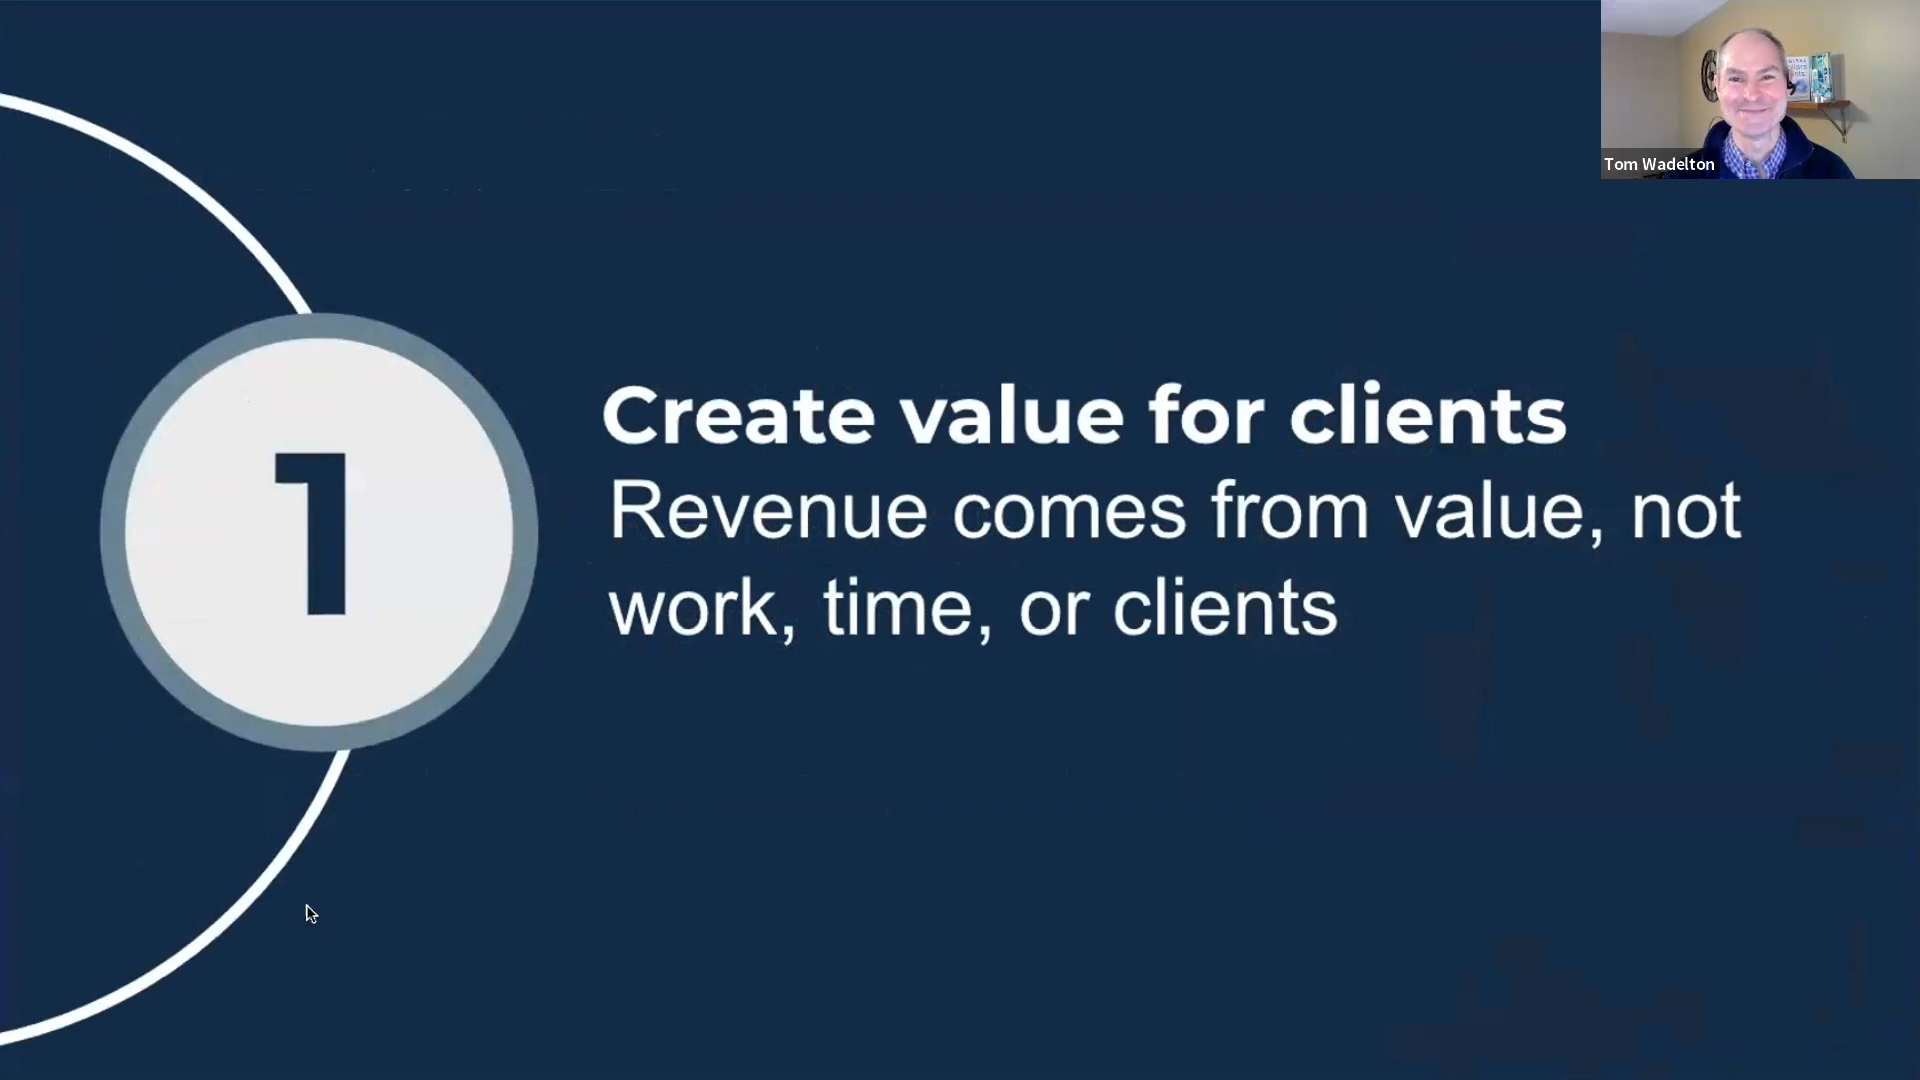 Tom Wadelton
1
Create value for clients
Revenue comes from value, not
work, time, or clients